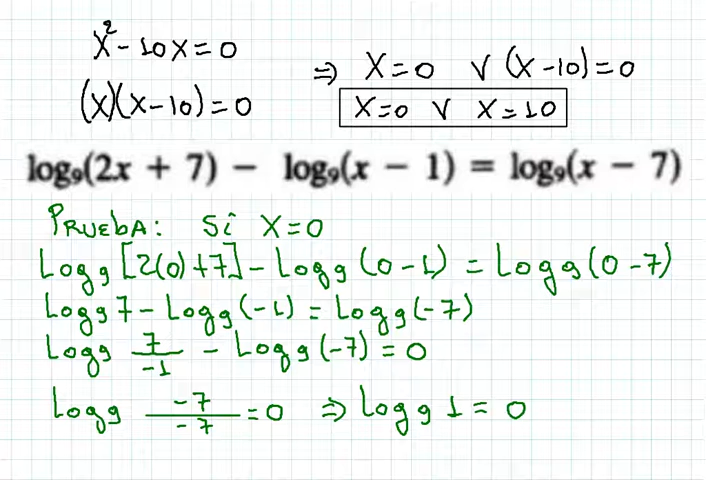 x² - 10x = 0
(x)(x-10) = 0
⇒ x = 0 ∨ (x-10) = 0
x = 0 ∨ x = 10
log₉(2x + 7) − log₉(x − 1) = log₉(x − 7)
PRUEBA: Si x = 0
Log₉ [2(0)+7] - Log₉ (0-1) = Log₉ (0-7)
Log₉ 7 - Log₉ (-1) = Log₉ (-7)
Log₉ 7/-1 - Log₉ (-7) = 0
Log₉ -7/-7 = 0 ⇒ Log₉ 1 = 0